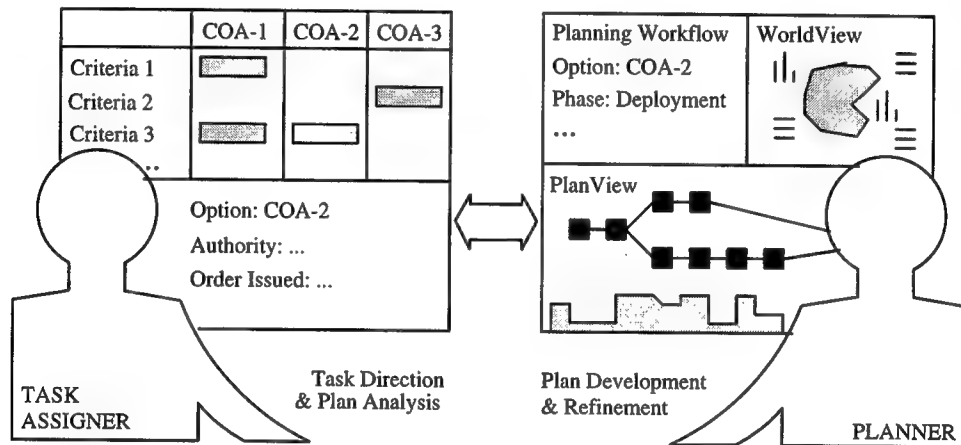 COA-1 COA-2 COA-3
Criteria 1
Criteria 2
Criteria 3
..
Option: COA-2
Authority: ...
Order Issued: ...
Planning Workflow
Option: COA-2
Phase: Deployment
...
WorldView
PlanView
TASK
ASSIGNER
Task Direction
& Plan Analysis
Plan Development
& Refinement
PLANNER